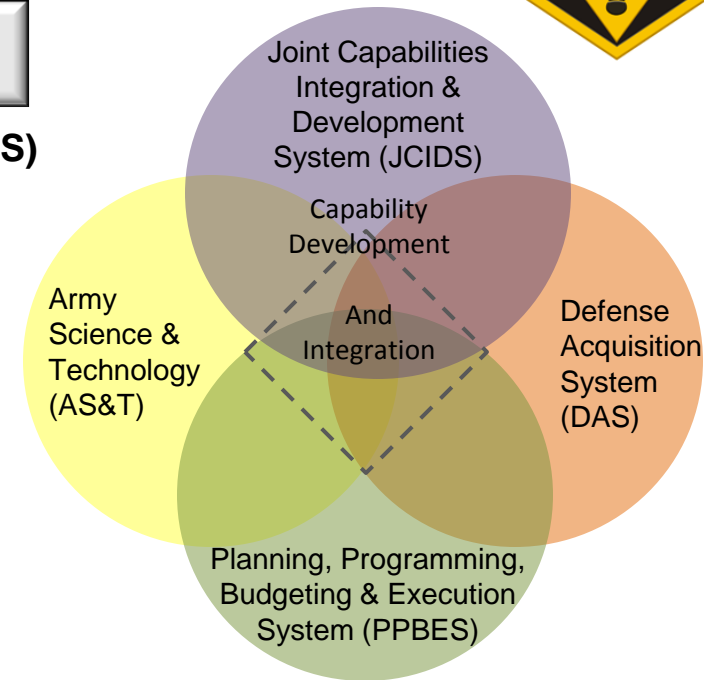 Joint Capabilities
Integration &
Development
System (JCIDS)
S)
Capability
Development
Army
Science &
Technology
(AS&T)
And
Integration
Defense
Acquisition
System
(DAS)
Planning, Programming,
Budgeting & Execution
System (PPBES)